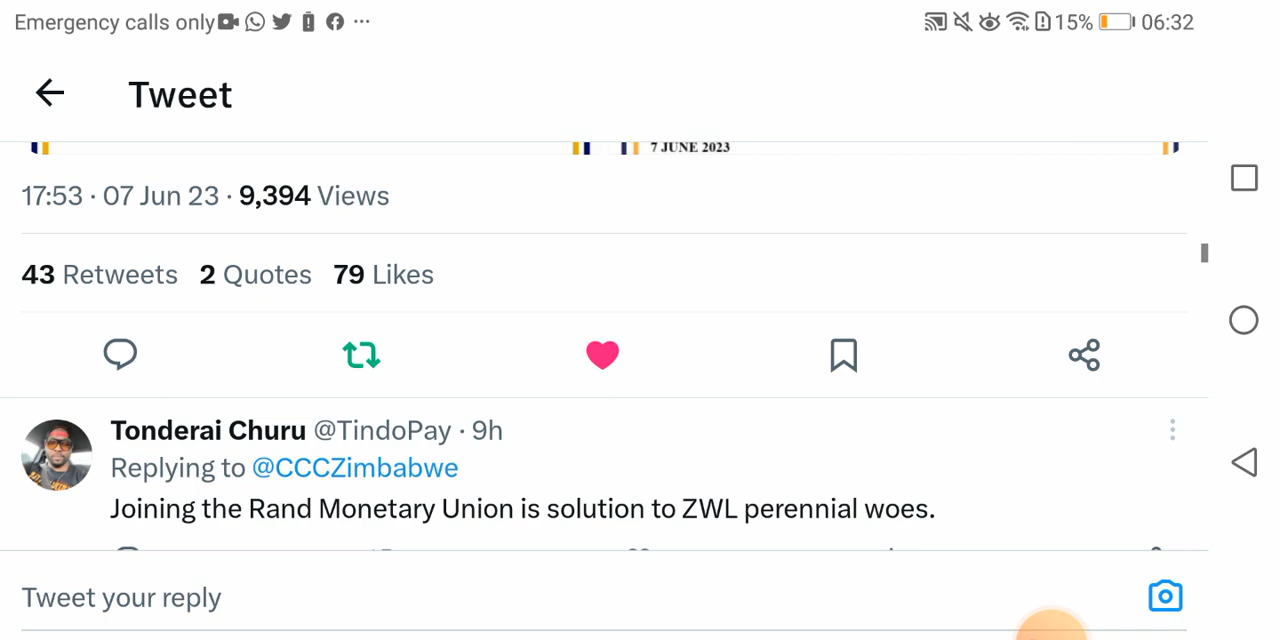 Emergency calls only ... 15% 06:32
Tweet
7 JUNE 2023
17:53 · 07 Jun 23 · 9,394 Views
43 Retweets 2 Quotes 79 Likes
Tonderai Churu @TindoPay · 9h
Replying to @CCCZimbabwe
Joining the Rand Monetary Union is solution to ZWL perennial woes.
Tweet your reply